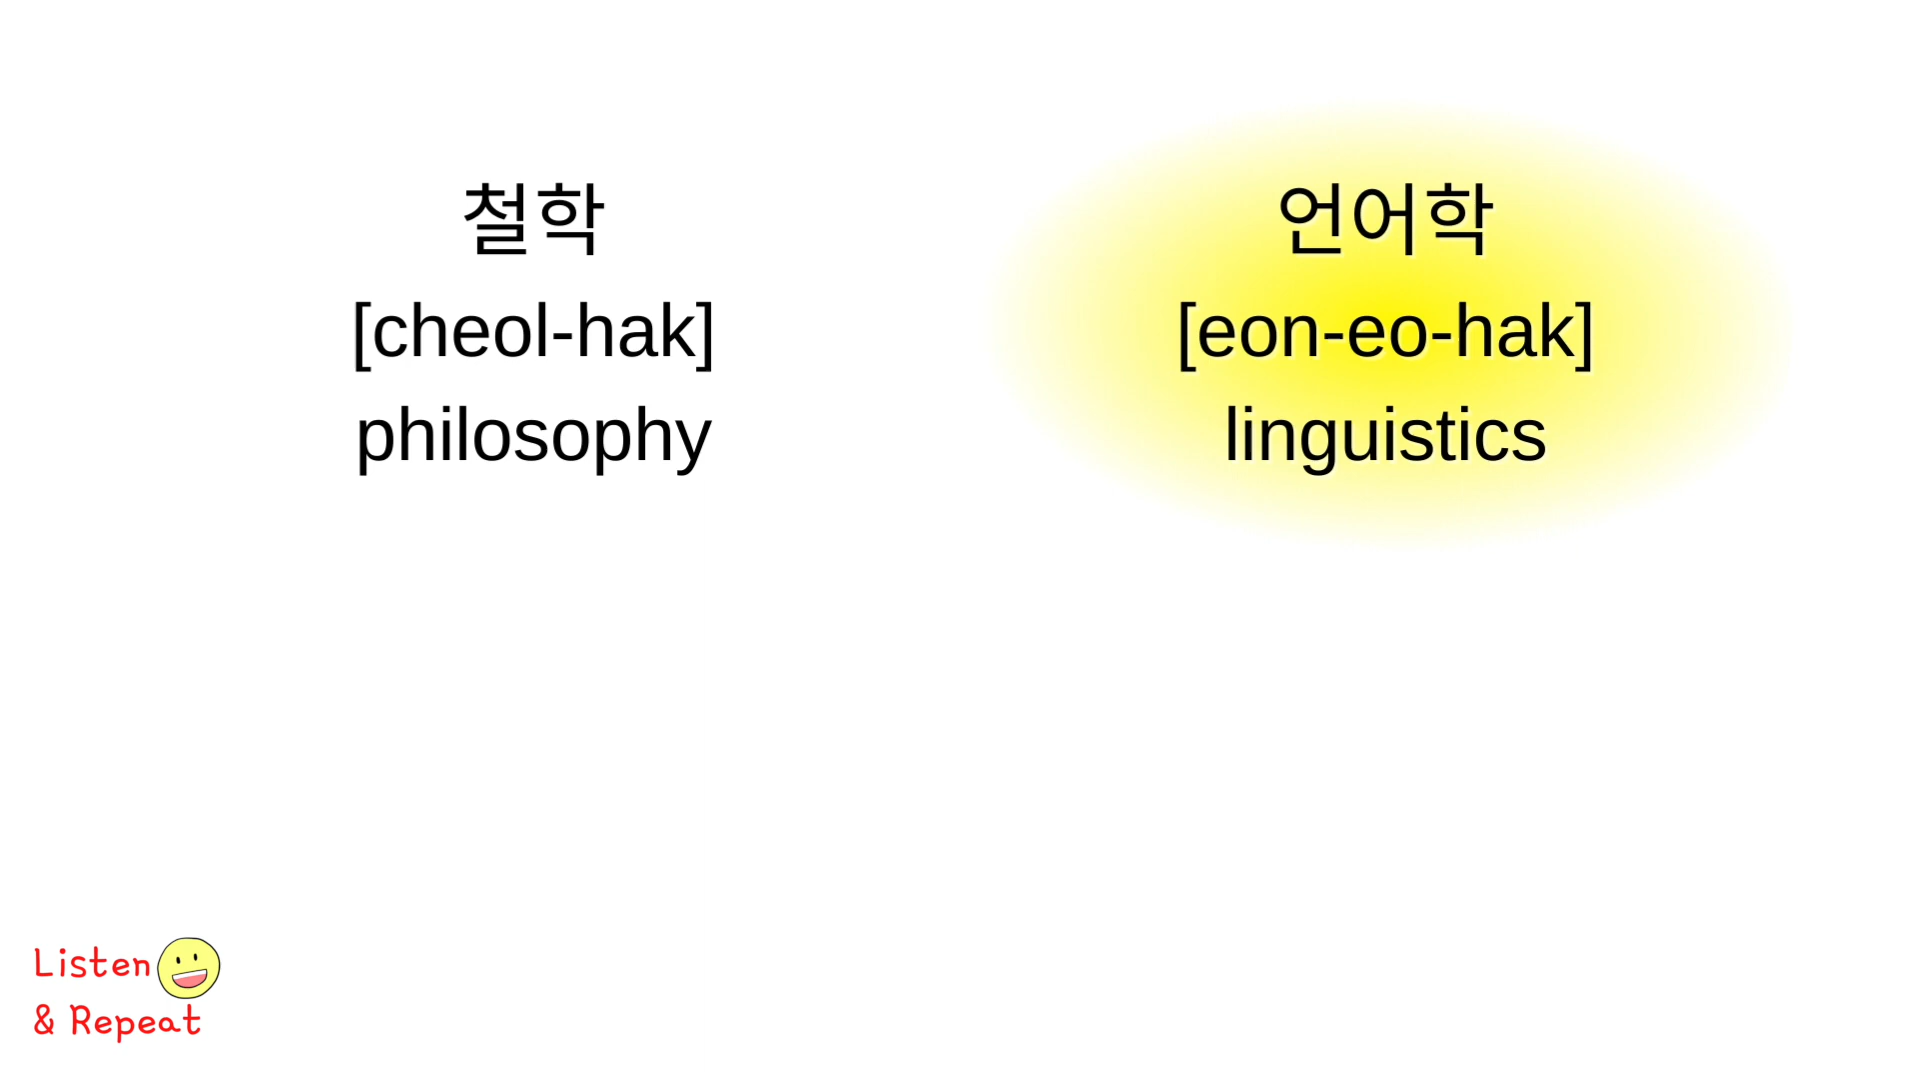 철학
[cheol-hak]
philosophy
언어학
[eon-eo-hak]
linguistics
Listen
& Repeat